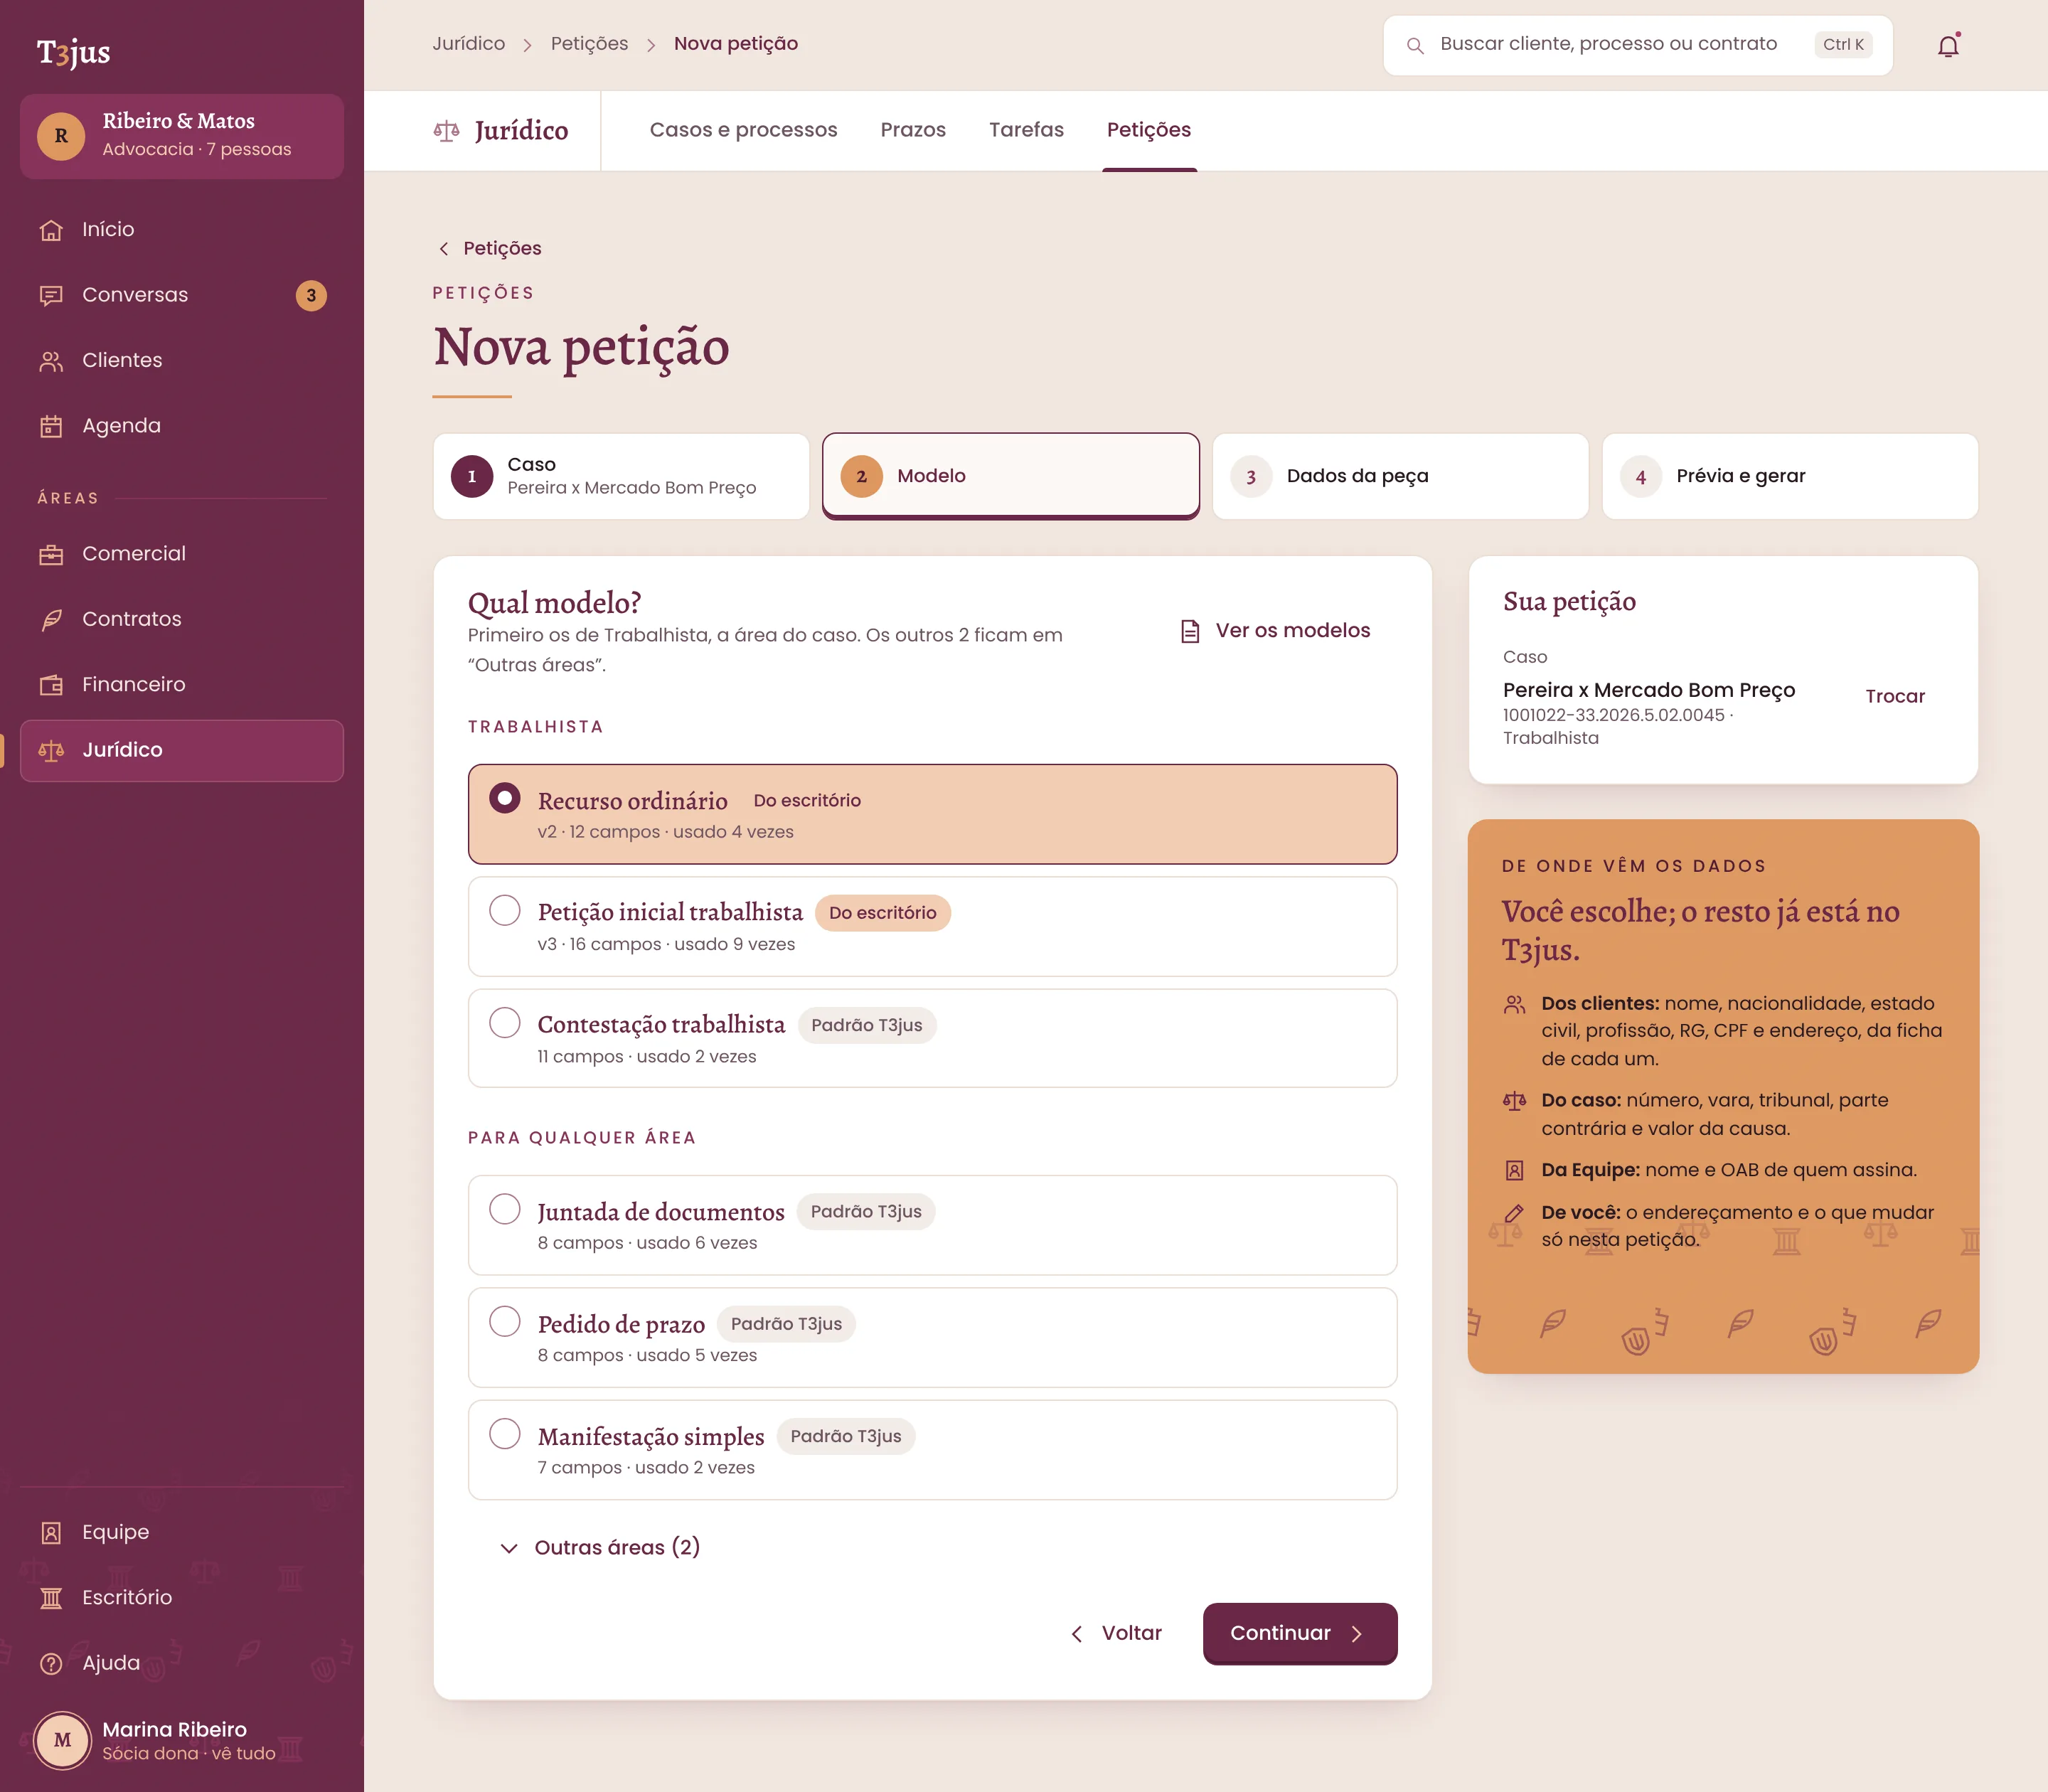 T3jus
R
Ribeiro & Matos
Advocacia · 7 pessoas
Início
Conversas
3
Clientes
Agenda
ÁREAS
Comercial
Contratos
Financeiro
Jurídico
Equipe
Escritório
Ajuda
M
Marina Ribeiro
Sócia dona · vê tudo
Jurídico
Petições
Nova petição
Buscar cliente, processo ou contrato
Ctrl K
Jurídico
Casos e processos
Prazos
Tarefas
Petições
Petições
PETIÇÕES
Nova petição
1
Caso
Pereira x Mercado Bom Preço
2
Modelo
3
Dados da peça
4
Prévia e gerar
Qual modelo?
Primeiro os de Trabalhista, a área do caso. Os outros 2 ficam em
“Outras áreas”.
Ver os modelos
TRABALHISTA
Recurso ordinário
Do escritório
v2 · 12 campos · usado 4 vezes
Petição inicial trabalhista
Do escritório
v3 · 16 campos · usado 9 vezes
Contestação trabalhista
Padrão T3jus
11 campos · usado 2 vezes
PARA QUALQUER ÁREA
Juntada de documentos
Padrão T3jus
8 campos · usado 6 vezes
Pedido de prazo
Padrão T3jus
8 campos · usado 5 vezes
Manifestação simples
Padrão T3jus
7 campos · usado 2 vezes
Outras áreas (2)
Voltar
Continuar
Sua petição
Caso
Pereira x Mercado Bom Preço
1001022-33.2026.5.02.0045 ·
Trabalhista
Trocar
DE ONDE VÊM OS DADOS
Você escolhe; o resto já está no
T3jus.
Dos clientes: nome, nacionalidade, estado
civil, profissão, RG, CPF e endereço, da ficha
de cada um.
Do caso: número, vara, tribunal, parte
contrária e valor da causa.
Da Equipe: nome e OAB de quem assina.
De você: o endereçamento e o que mudar
só nesta petição.